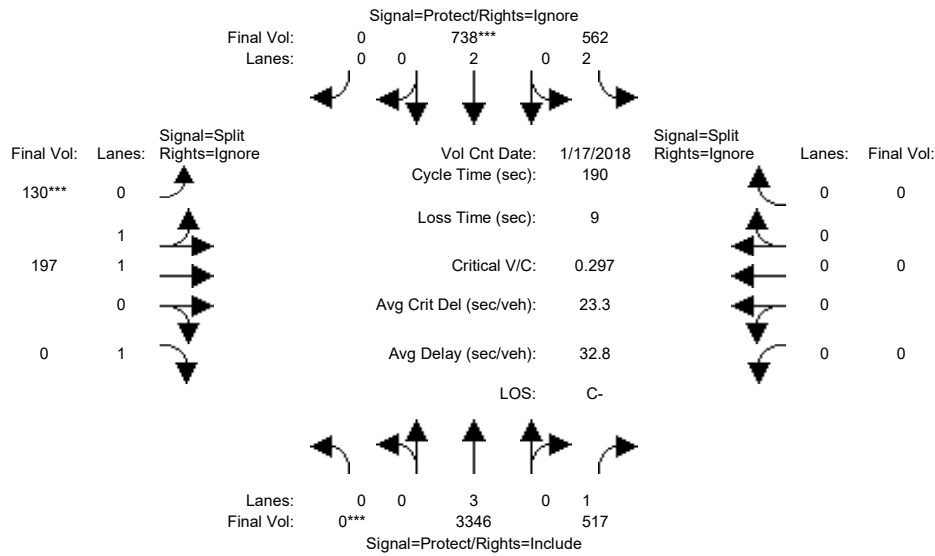 Signal=Protect/Rights=Ignore
Final Vol: 0 738*** 562
Lanes: 0 0 2 0 2
Signal=Split
Final Vol: Lanes: Rights=Ignore
Vol Cnt Date: 1/17/2018
Signal=Split
Rights=Ignore Lanes: Final Vol:
Cycle Time (sec): 190
130*** 0
0 0
Loss Time (sec): 9
1
0
197 1
Critical V/C: 0.297
0 0
0
Avg Crit Del (sec/veh): 23.3
0
0 1
Avg Delay (sec/veh): 32.8
0 0
LOS: C-
Lanes: 0 0 3 0 1
Final Vol: 0*** 3346 517
Signal=Protect/Rights=Include